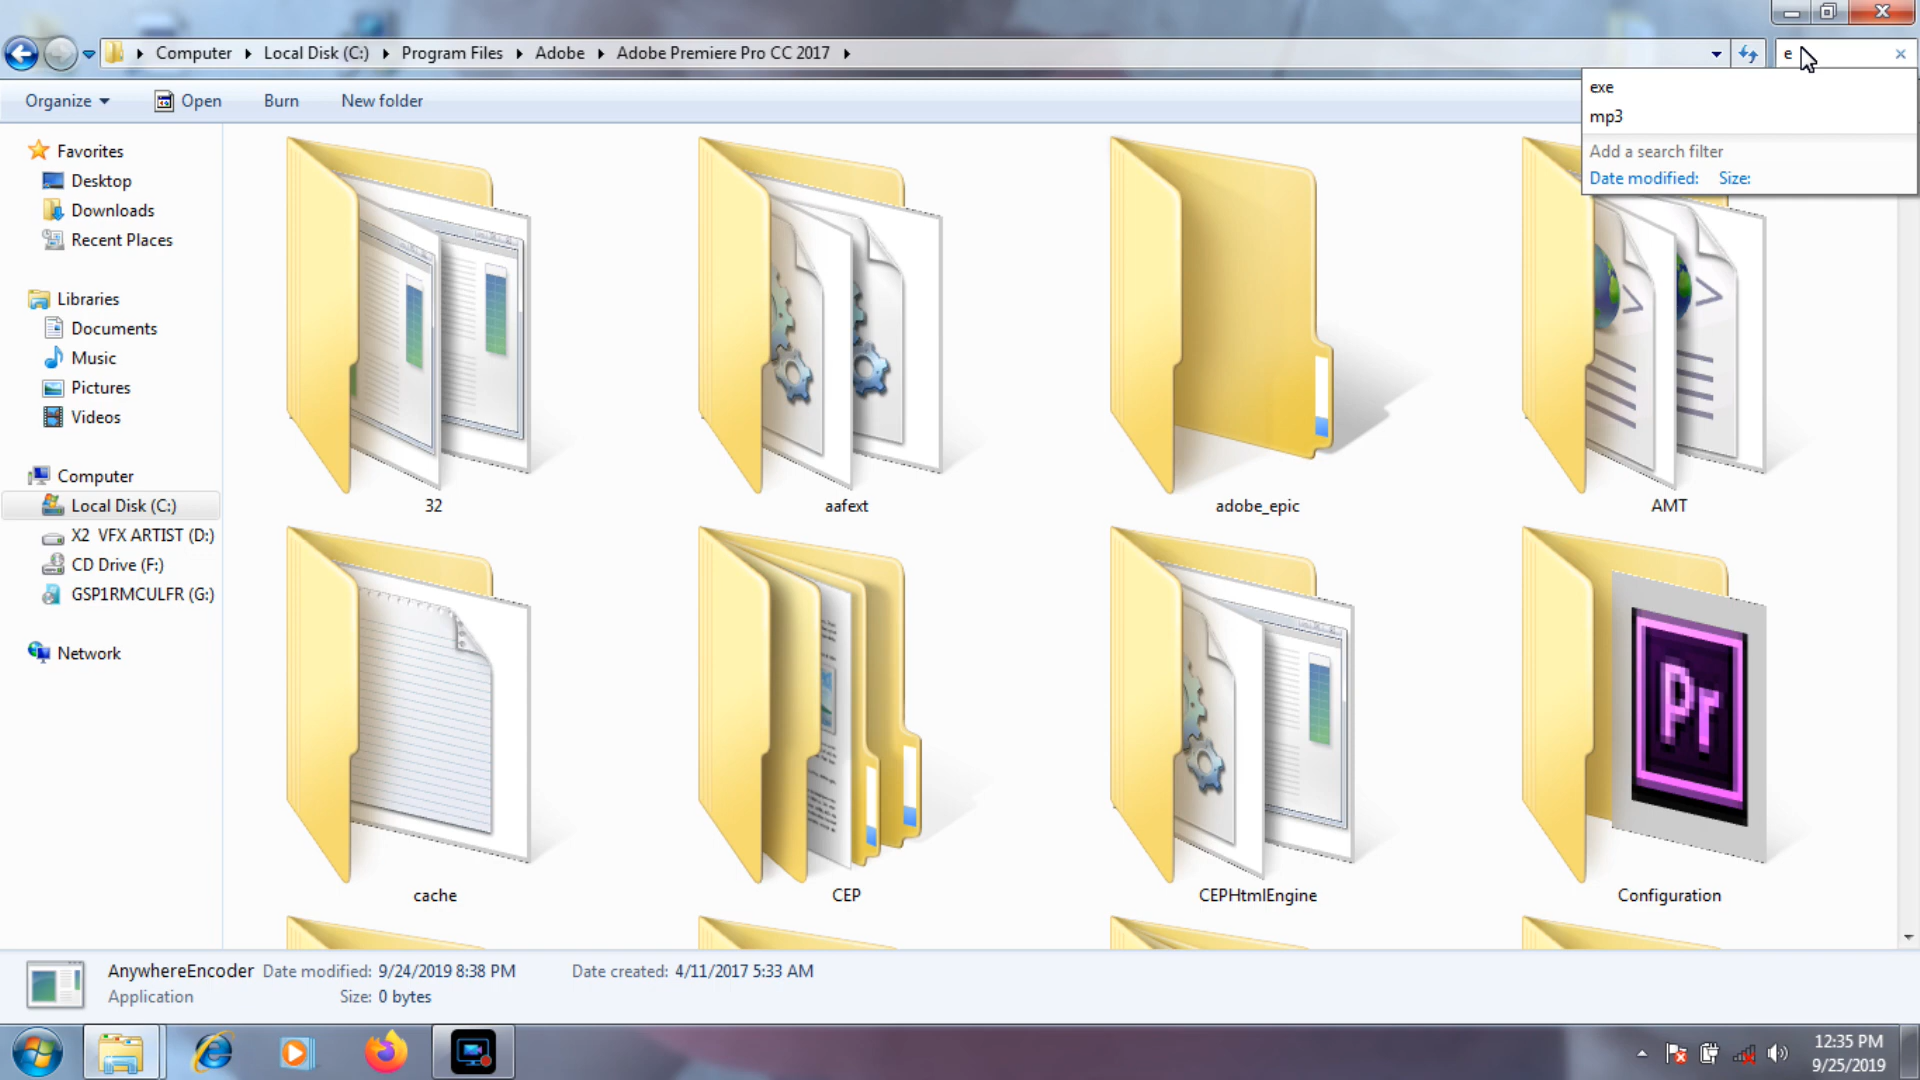 Computer Local Disk (C:) Program Files Adobe Adobe Premiere Pro CC 2017
e
Organize Open Burn New folder
exe
mp3
Add a search filter
Date modified: Size:
Favorites
Desktop
Downloads
Recent Places
Libraries
Documents
Music
Pictures
Videos
Computer
Local Disk (C:)
X2 VFX ARTIST (D:)
CD Drive (F:)
GSP1RMCULFR (G:)
Network
32 aafext adobe_epic AMT
Pr
cache CEP CEPHtmlEngine Configuration
AnywhereEncoder Date modified: 9/24/2019 8:38 PM Date created: 4/11/2017 5:33 AM
Application Size: 0 bytes
12:35 PM
9/25/2019